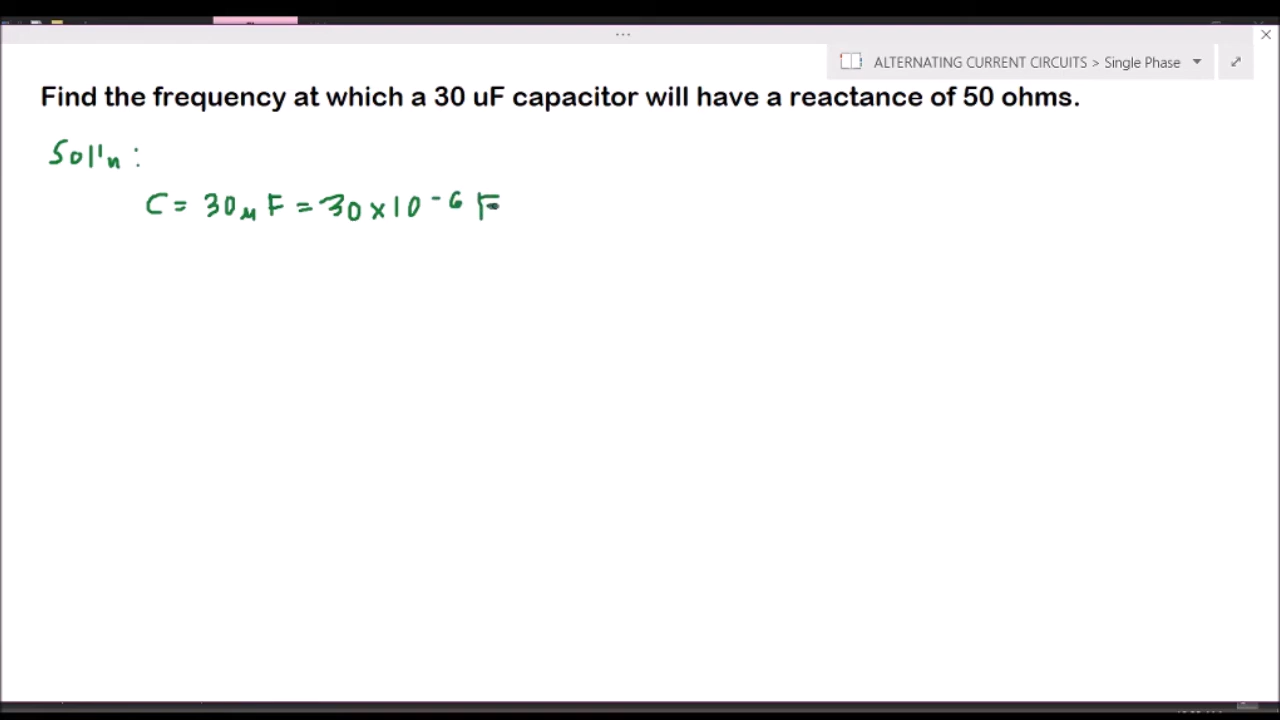 ALTERNATING CURRENT CIRCUITS > Single Phase
Find the frequency at which a 30 uF capacitor will have a reactance of 50 ohms.
Sol'n :
C = 30 μF = 30 x 10 -6 F